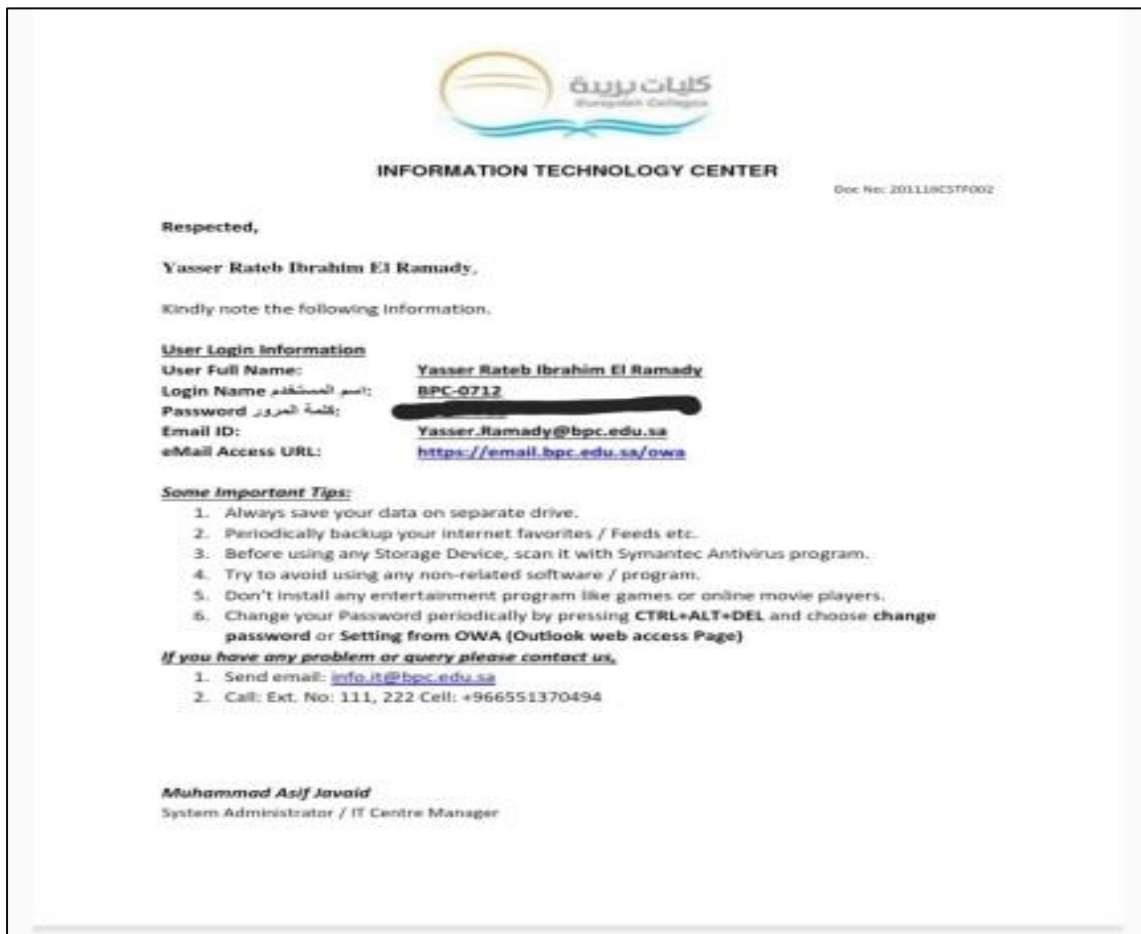 كليات بريدة
Buraydah Colleges
INFORMATION TECHNOLOGY CENTER
Doc No: 201118CSTF002
Respected,
Yasser Rateb Ibrahim El Ramady,
Kindly note the following information.
User Login Information
User Full Name: Yasser Rateb Ibrahim El Ramady
Login Name اسم المستخدم: BPC-0712
Password كلمة المرور:
Email ID: Yasser.Ramady@bpc.edu.sa
eMail Access URL: https://email.bpc.edu.sa/owa
Some Important Tips:
1. Always save your data on separate drive.
2. Periodically backup your internet favorites / Feeds etc.
3. Before using any Storage Device, scan it with Symantec Antivirus program.
4. Try to avoid using any non-related software / program.
5. Don't install any entertainment program like games or online movie players.
6. Change your Password periodically by pressing CTRL+ALT+DEL and choose change
password or Setting from OWA (Outlook web access Page)
If you have any problem or query please contact us,
1. Send email: info.it@bpc.edu.sa
2. Call: Ext. No: 111, 222 Cell: +966551370494
Muhammad Asif Javaid
System Administrator / IT Centre Manager